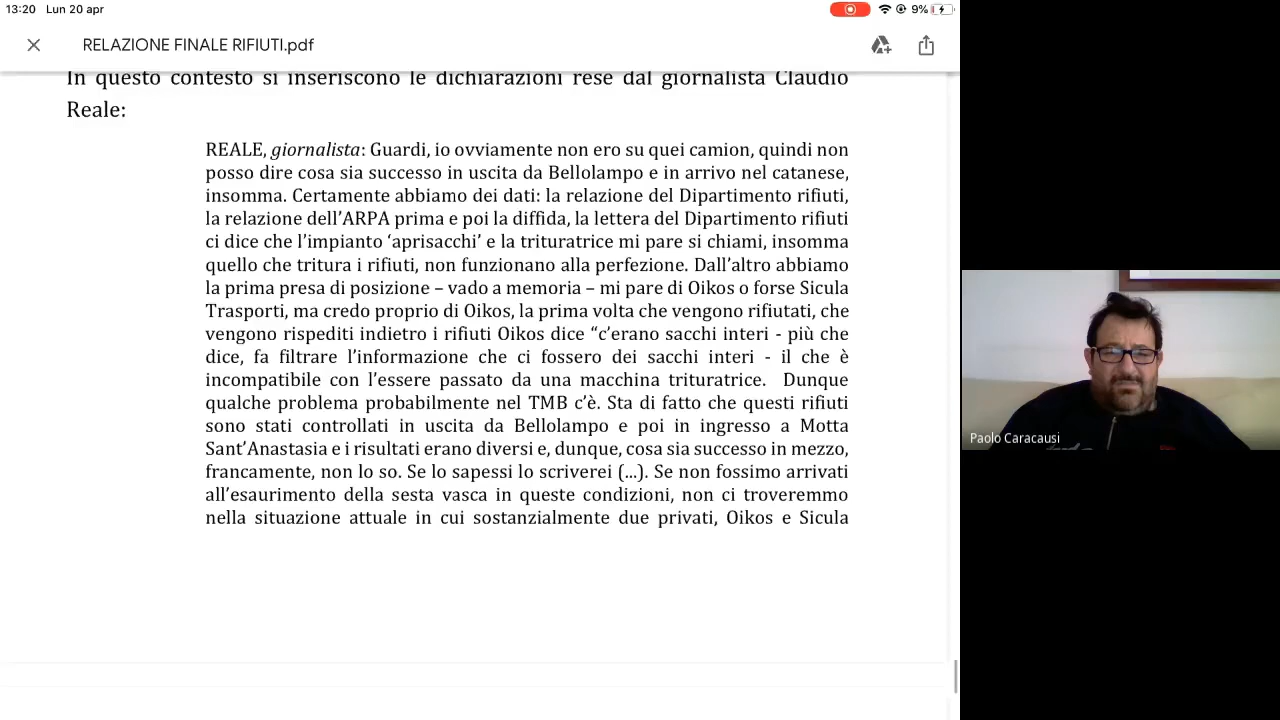 13:20 Lun 20 apr
9%
RELAZIONE FINALE RIFIUTI.pdf
In questo contesto si inseriscono le dichiarazioni rese dal giornalista Claudio
Reale:
REALE, giornalista: Guardi, io ovviamente non ero su quei camion, quindi non
posso dire cosa sia successo in uscita da Bellolampo e in arrivo nel catanese,
insomma. Certamente abbiamo dei dati: la relazione del Dipartimento rifiuti,
la relazione dell’ARPA prima e poi la diffida, la lettera del Dipartimento rifiuti
ci dice che l’impianto ‘aprisacchi’ e la trituratrice mi pare si chiami, insomma
quello che tritura i rifiuti, non funzionano alla perfezione. Dall’altro abbiamo
la prima presa di posizione – vado a memoria – mi pare di Oikos o forse Sicula
Trasporti, ma credo proprio di Oikos, la prima volta che vengono rifiutati, che
vengono rispediti indietro i rifiuti Oikos dice “c’erano sacchi interi - più che
dice, fa filtrare l’informazione che ci fossero dei sacchi interi - il che è
incompatibile con l’essere passato da una macchina trituratrice. Dunque
qualche problema probabilmente nel TMB c’è. Sta di fatto che questi rifiuti
sono stati controllati in uscita da Bellolampo e poi in ingresso a Motta
Sant’Anastasia e i risultati erano diversi e, dunque, cosa sia successo in mezzo,
francamente, non lo so. Se lo sapessi lo scriverei (...). Se non fossimo arrivati
all’esaurimento della sesta vasca in queste condizioni, non ci troveremmo
nella situazione attuale in cui sostanzialmente due privati, Oikos e Sicula
Paolo Caracausi